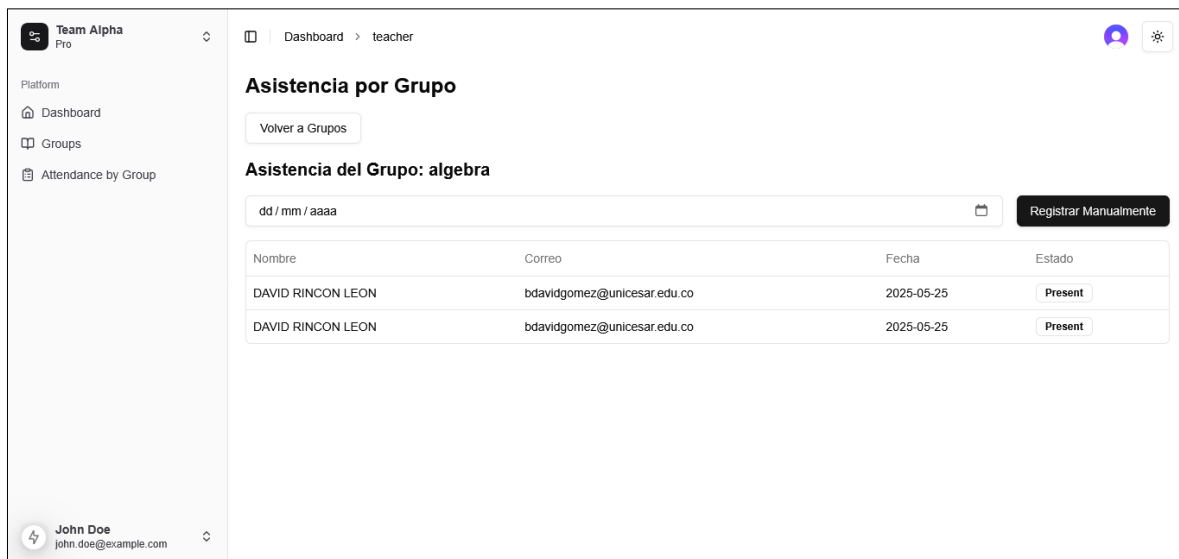 Team Alpha
Pro
Platform
Dashboard
Groups
Attendance by Group
John Doe
john.doe@example.com
Dashboard > teacher
Asistencia por Grupo
Volver a Grupos
Asistencia del Grupo: algebra
dd / mm / aaaa
Registrar Manualmente
Nombre Correo Fecha Estado
DAVID RINCON LEON bdavidgomez@unicesar.edu.co 2025-05-25 Present
DAVID RINCON LEON bdavidgomez@unicesar.edu.co 2025-05-25 Present